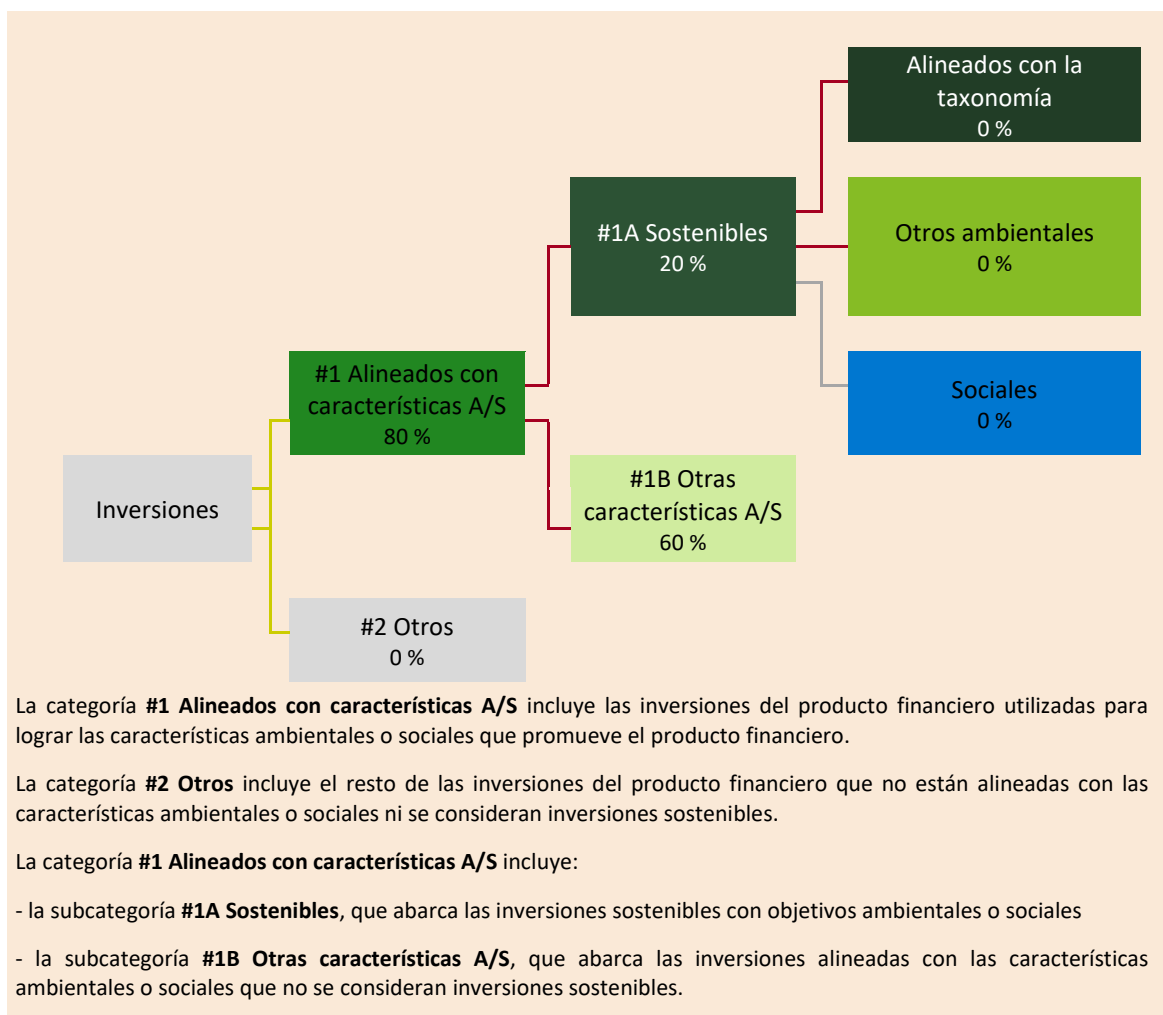 Alineados con la
taxonomía
0 %
#1A Sostenibles
20 %
Otros ambientales
0 %
#1 Alineados con
características A/S
80 %
Sociales
0 %
Inversiones
#1B Otras
características A/S
60 %
#2 Otros
0 %
La categoría #1 Alineados con características A/S incluye las inversiones del producto financiero utilizadas para
lograr las características ambientales o sociales que promueve el producto financiero.
La categoría #2 Otros incluye el resto de las inversiones del producto financiero que no están alineadas con las
características ambientales o sociales ni se consideran inversiones sostenibles.
La categoría #1 Alineados con características A/S incluye:
- la subcategoría #1A Sostenibles, que abarca las inversiones sostenibles con objetivos ambientales o sociales
- la subcategoría #1B Otras características A/S, que abarca las inversiones alineadas con las características
ambientales o sociales que no se consideran inversiones sostenibles.